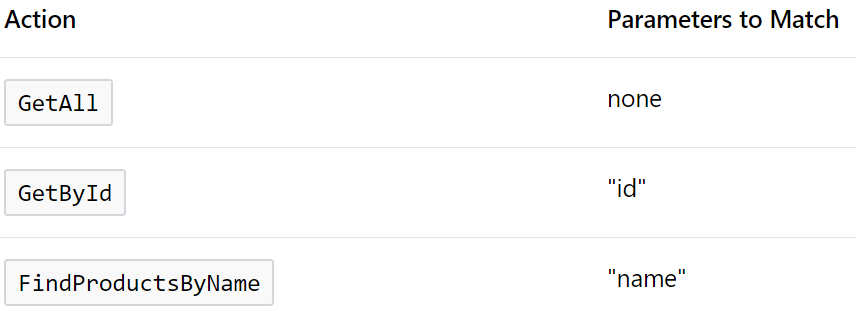 Action Parameters to Match
GetAll none
GetById "id"
FindProductsByName "name"